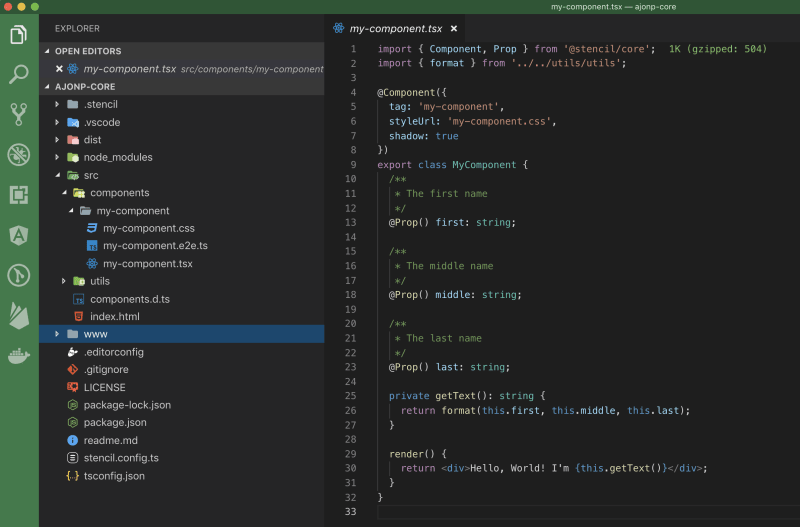 my-component.tsx — ajonp-core
EXPLORER
OPEN EDITORS
my-component.tsx src/components/my-component
AJONP-CORE
.stencil
.vscode
dist
node_modules
src
components
my-component
my-component.css
my-component.e2e.ts
my-component.tsx
utils
components.d.ts
index.html
www
.editorconfig
.gitignore
LICENSE
package-lock.json
package.json
readme.md
stencil.config.ts
tsconfig.json
my-component.tsx
1 import { Component, Prop } from '@stencil/core'; 1K (gzipped: 504)
2 import { format } from '../../utils/utils';
3
4 @Component({
5 tag: 'my-component',
6 styleUrl: 'my-component.css',
7 shadow: true
8 })
9 export class MyComponent {
10 /**
11 * The first name
12 */
13 @Prop() first: string;
14
15 /**
16 * The middle name
17 */
18 @Prop() middle: string;
19
20 /**
21 * The last name
22 */
23 @Prop() last: string;
24
25 private getText(): string {
26 return format(this.first, this.middle, this.last);
27 }
28
29 render() {
30 return <div>Hello, World! I'm {this.getText()}</div>;
31 }
32 }
33